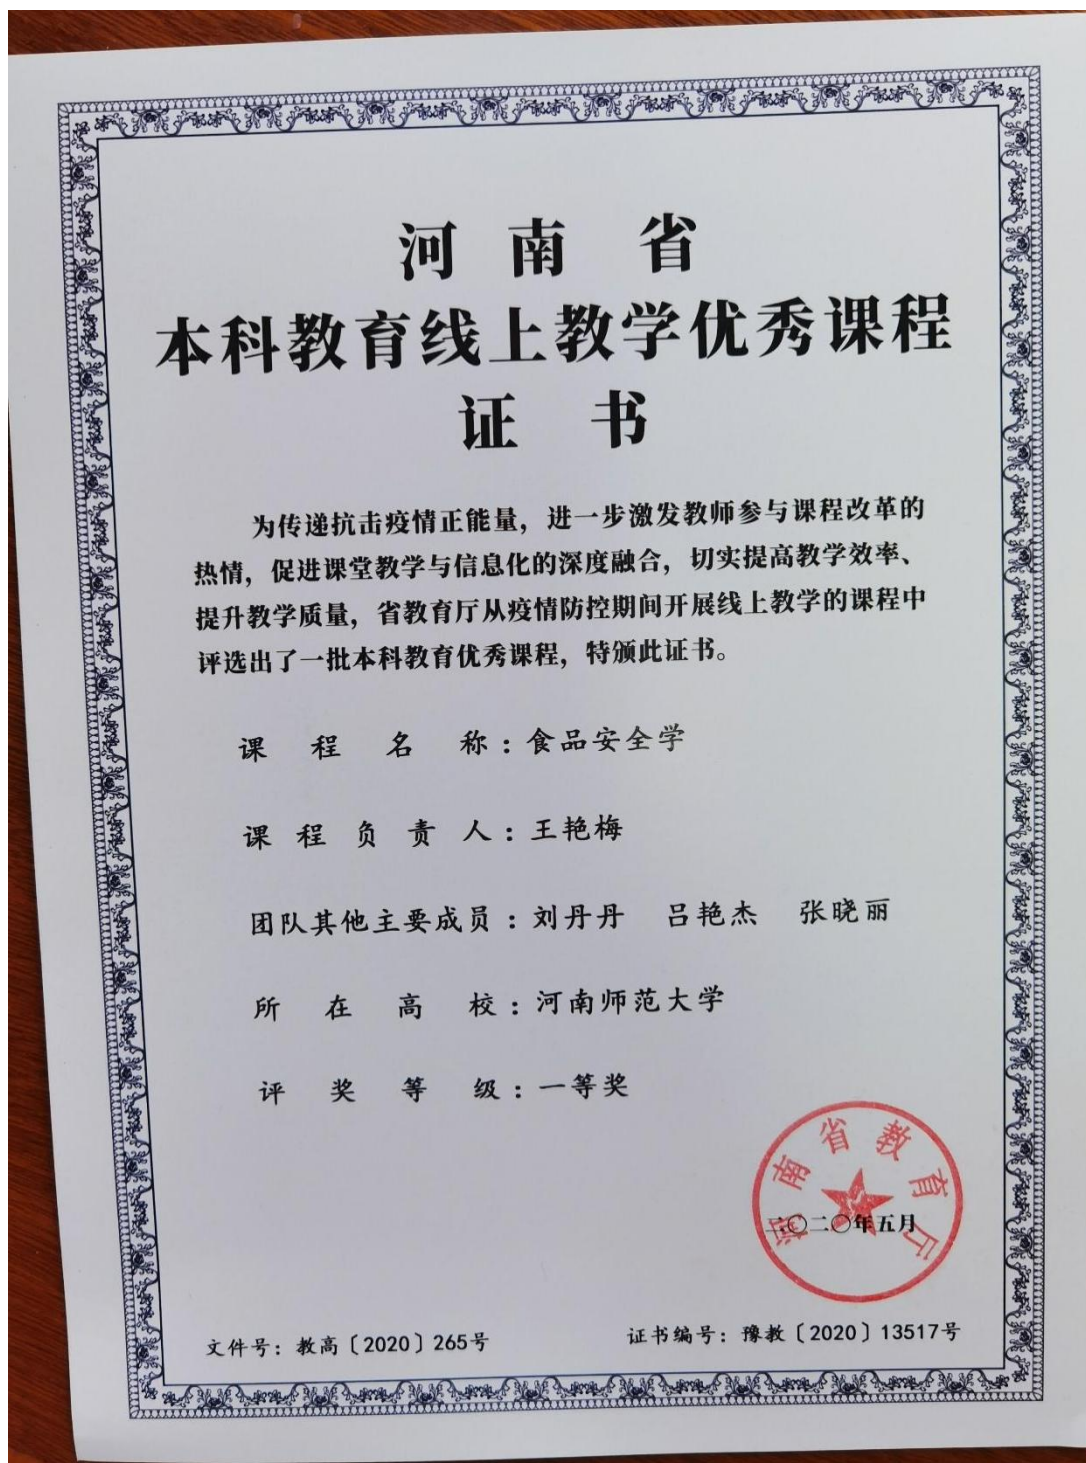 河南省
本科教育线上教学优秀课程
证书
为传递抗击疫情正能量，进一步激发教师参与课程改革的
热情，促进课堂教学与信息化的深度融合，切实提高教学效率、
提升教学质量，省教育厅从疫情防控期间开展线上教学的课程中
评选出了一批本科教育优秀课程，特颁此证书。
课程名称：食品安全学
课程负责人：王艳梅
团队其他主要成员：刘丹丹 吕艳杰 张晓丽
所在高校：河南师范大学
评奖等级：一等奖
河南省教育厅
二〇二〇年五月
文件号：教高〔2020〕265号
证书编号：豫教〔2020〕13517号